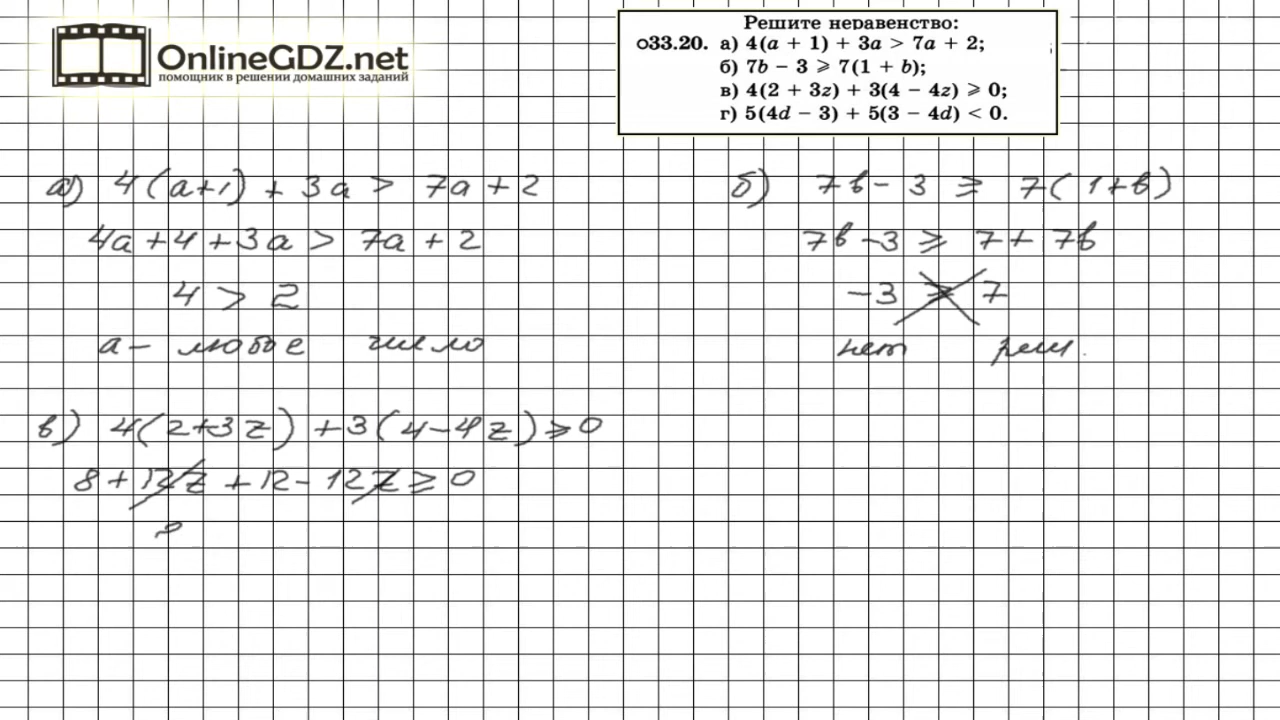 OnlineGDZ.net
помощник в решении домашних заданий
Решите неравенство:
о33.20. а) 4(a + 1) + 3a > 7a + 2;
б) 7b − 3 ⩾ 7(1 + b);
в) 4(2 + 3z) + 3(4 − 4z) ⩾ 0;
г) 5(4d − 3) + 5(3 − 4d) < 0.
а) 4(a+1) + 3a > 7a + 2
4a + 4 + 3a > 7a + 2
4 > 2
a – любое число
б) 7b − 3 ⩾ 7(1+b)
7b − 3 ⩾ 7 + 7b
−3 ⩾ 7
нет реш.
в) 4(2+3z) + 3(4−4z) ⩾ 0
8 + 12z + 12 − 12z ⩾ 0